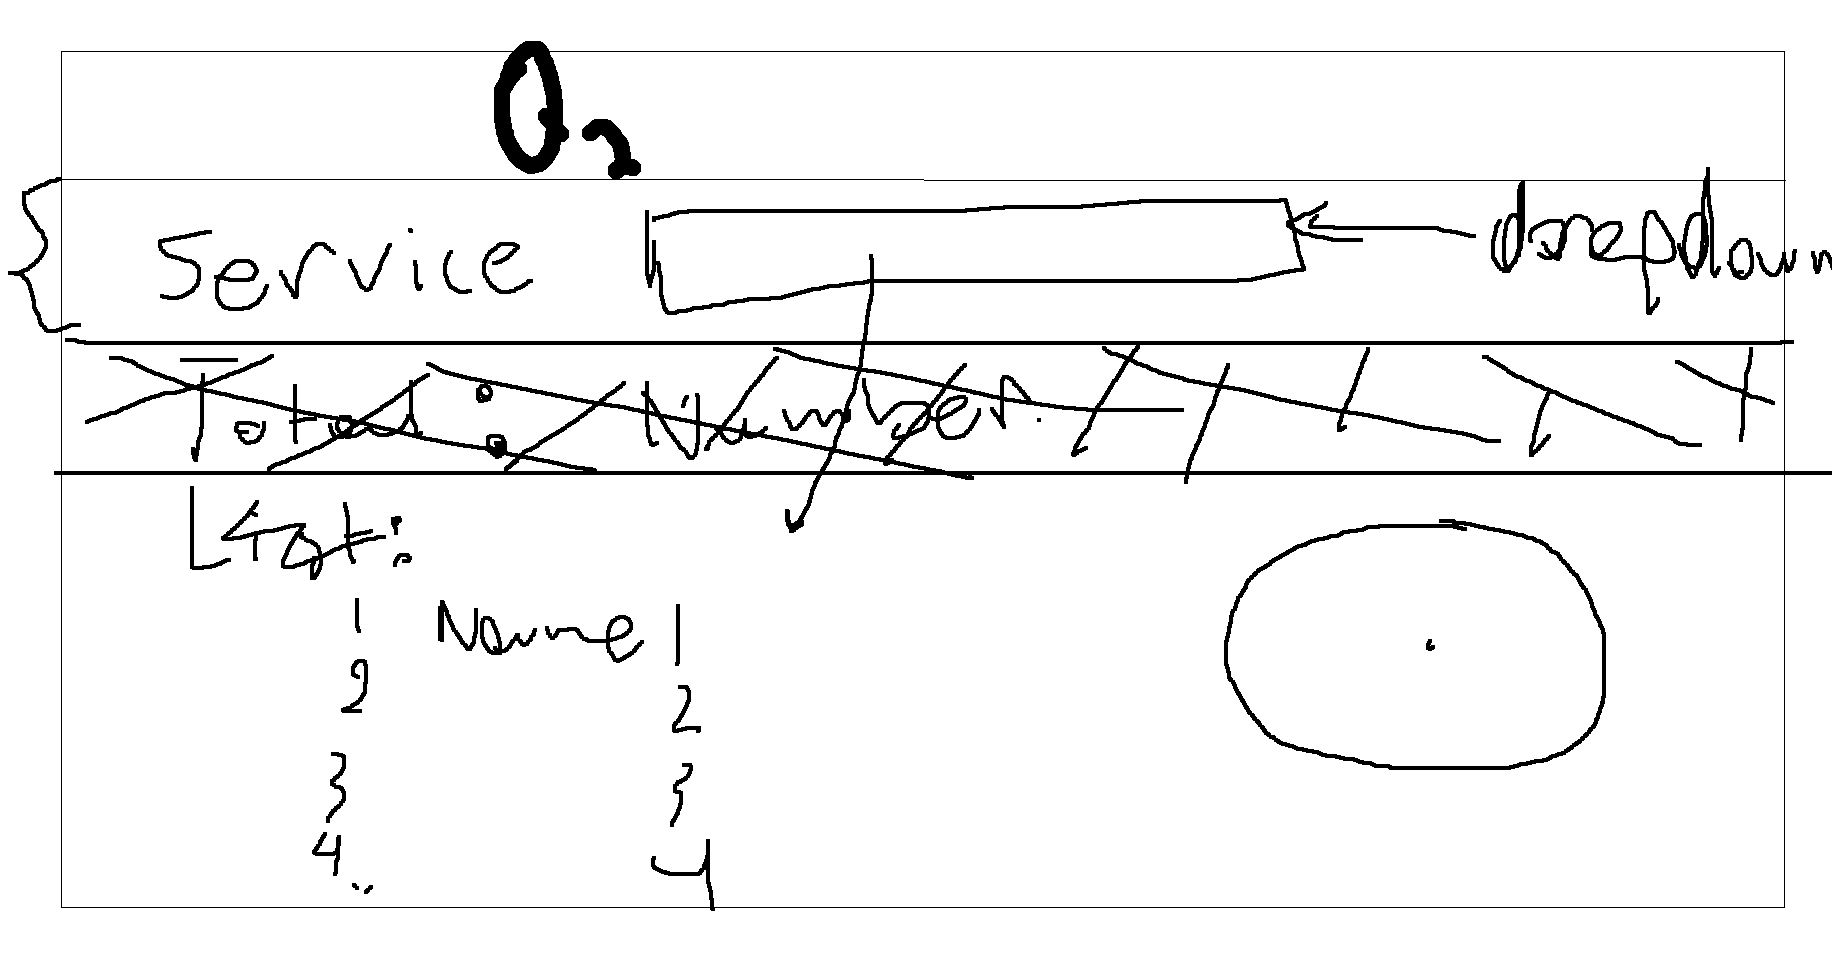 Q2
Service dropdown
Total : Number
List:
1 Name 1
2 2
3 3
4.. 4